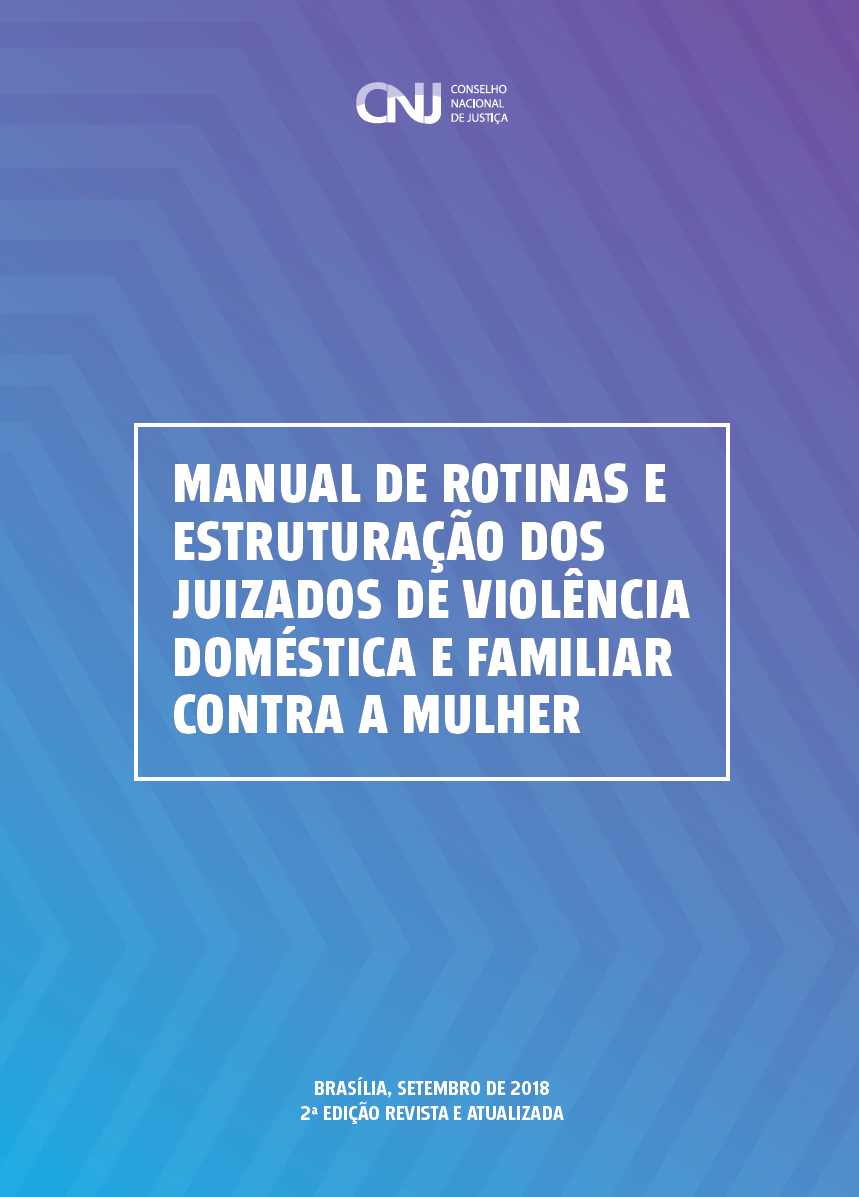 CNJ
CONSELHO
NACIONAL
DE JUSTIÇA
MANUAL DE ROTINAS E
ESTRUTURAÇÃO DOS
JUIZADOS DE VIOLÊNCIA
DOMÉSTICA E FAMILIAR
CONTRA A MULHER
BRASÍLIA, SETEMBRO DE 2018
2ª EDIÇÃO REVISTA E ATUALIZADA